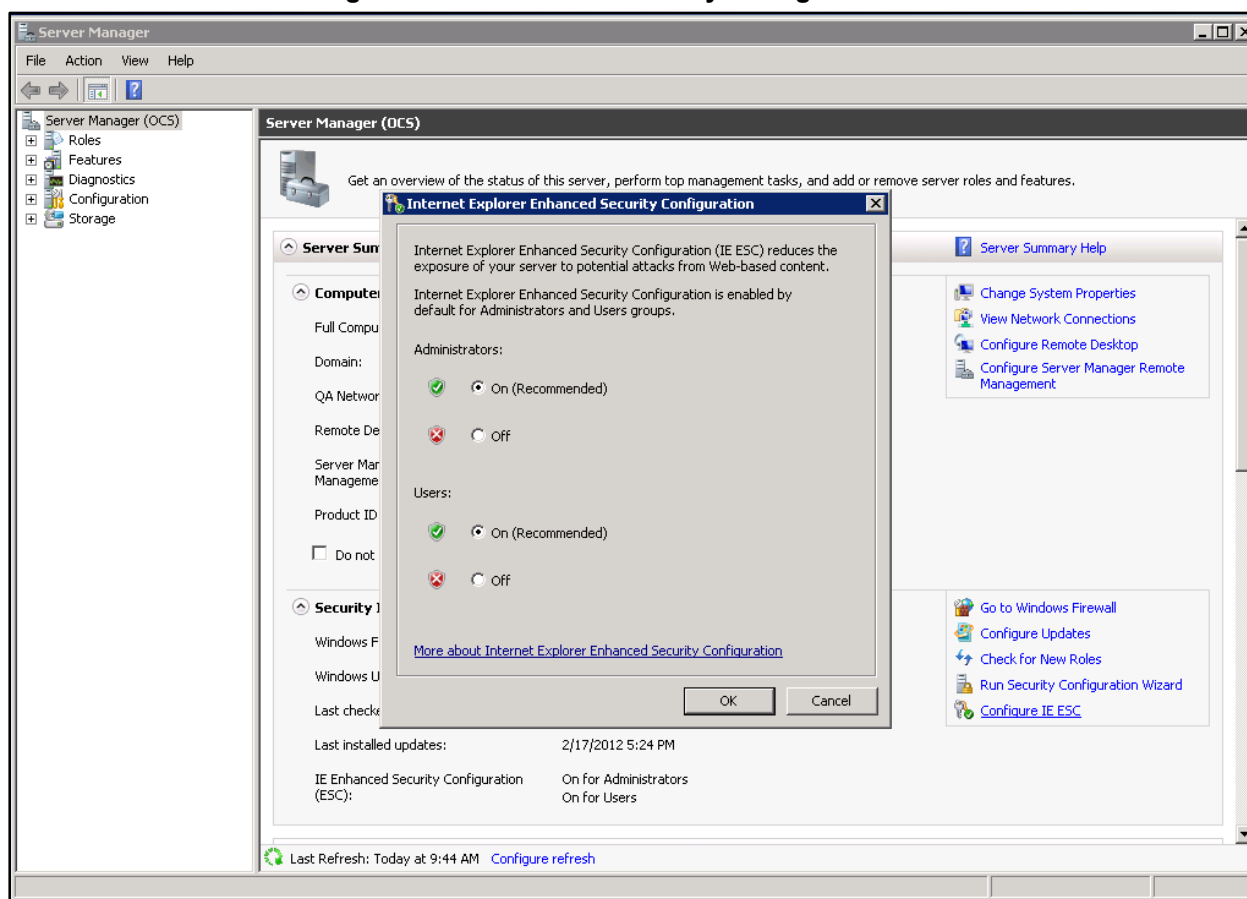 Server Manager
File Action View Help
Server Manager (OCS)
Roles
Features
Diagnostics
Configuration
Storage
Server Manager (OCS)
Get an overview of the status of this server, perform top management tasks, and add or remove server roles and features.
Internet Explorer Enhanced Security Configuration
Internet Explorer Enhanced Security Configuration (IE ESC) reduces the
exposure of your server to potential attacks from Web-based content.
Internet Explorer Enhanced Security Configuration is enabled by
default for Administrators and Users groups.
Administrators:
On (Recommended)
Off
Users:
On (Recommended)
Off
More about Internet Explorer Enhanced Security Configuration
OK Cancel
Server Sum
Server Summary Help
Compute
Full Compu
Domain:
QA Networ
Remote De
Server Mar
Manageme
Product ID
Do not
Change System Properties
View Network Connections
Configure Remote Desktop
Configure Server Manager Remote
Management
Security I
Windows F
Windows U
Last checke
Last installed updates: 2/17/2012 5:24 PM
IE Enhanced Security Configuration On for Administrators
(ESC): On for Users
Go to Windows Firewall
Configure Updates
Check for New Roles
Run Security Configuration Wizard
Configure IE ESC
Last Refresh: Today at 9:44 AM Configure refresh